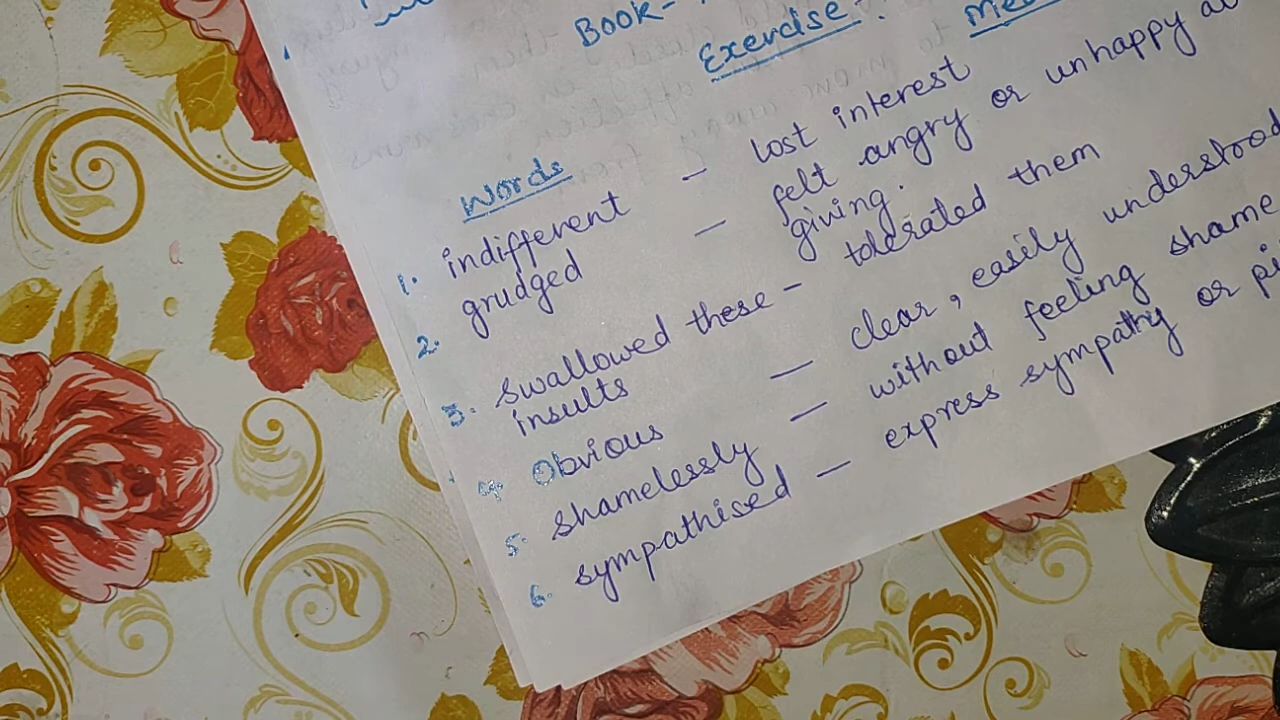 Book-
Exercise:
Words
1. indifferent - lost interest
2. grudged - felt angry or unhappy
giving.
3. swallowed these - tolerated them
insults
4. Obvious - clear, easily understood
5. shamelessly - without feeling shame
6. sympathised - express sympathy or